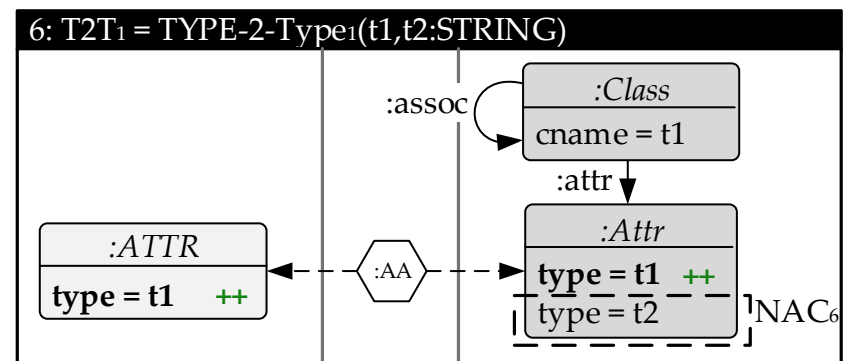 6: T2T₁ = TYPE-2-Type₁(t1,t2:STRING)
:Class
:assoc
cname = t1
:attr
:ATTR
:AA
:Attr
type = t1 ++
type = t1 ++
type = t2
NAC₆